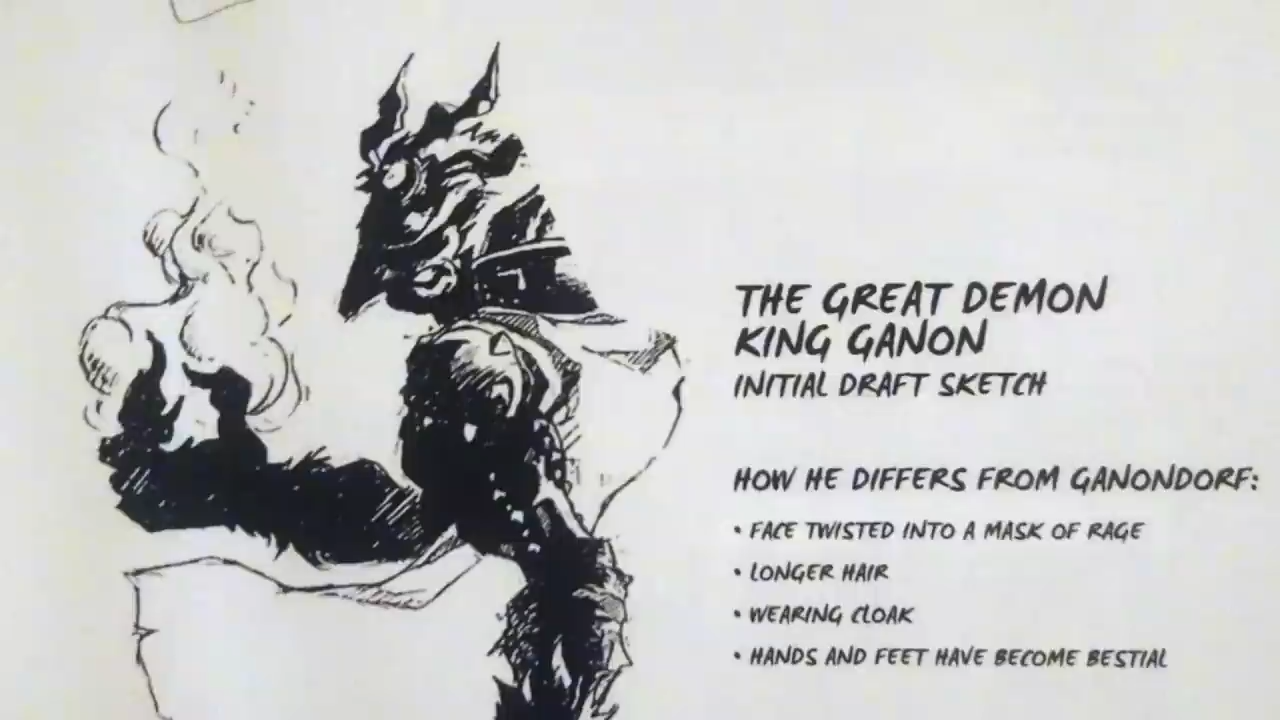 THE GREAT DEMON
KING GANON
INITIAL DRAFT SKETCH
HOW HE DIFFERS FROM GANONDORF:
• FACE TWISTED INTO A MASK OF RAGE
• LONGER HAIR
• WEARING CLOAK
• HANDS AND FEET HAVE BECOME BESTIAL